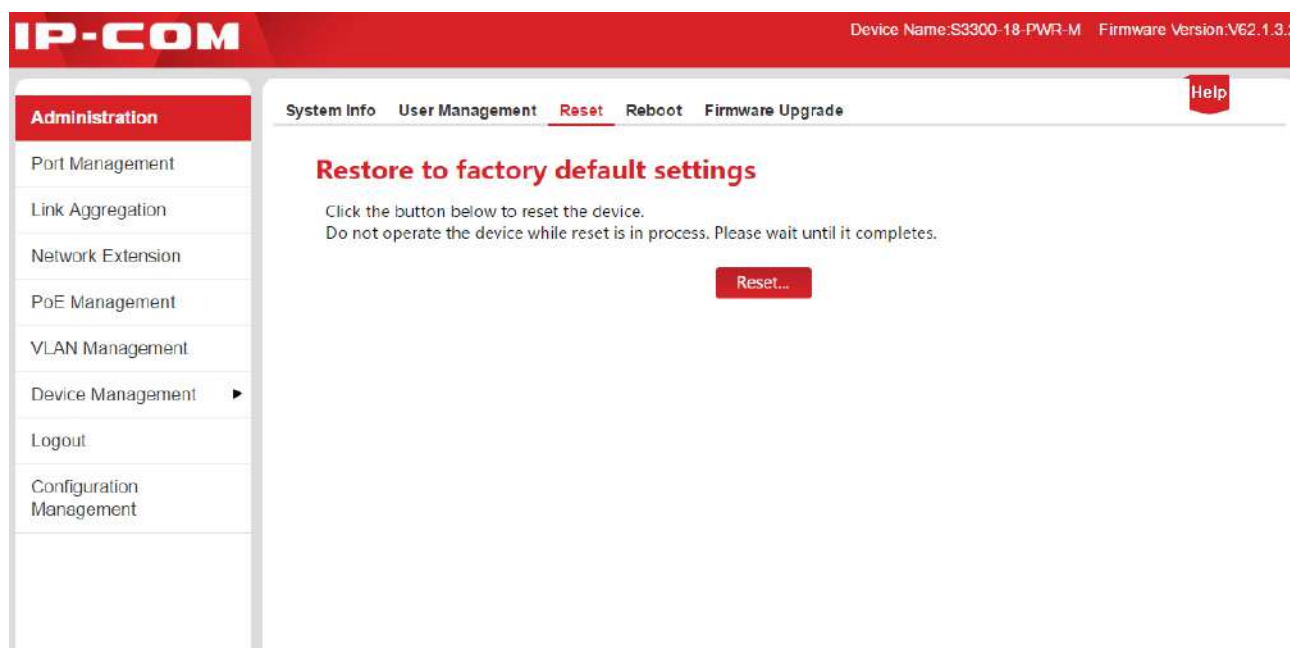 IP-COM
Device Name:S3300-18-PWR-M Firmware Version:V62.1.3.
Help
Administration
System Info User Management Reset Reboot Firmware Upgrade
Port Management
Link Aggregation
Network Extension
PoE Management
VLAN Management
Device Management
Logout
Configuration
Management
Restore to factory default settings
Click the button below to reset the device.
Do not operate the device while reset is in process. Please wait until it completes.
Reset...